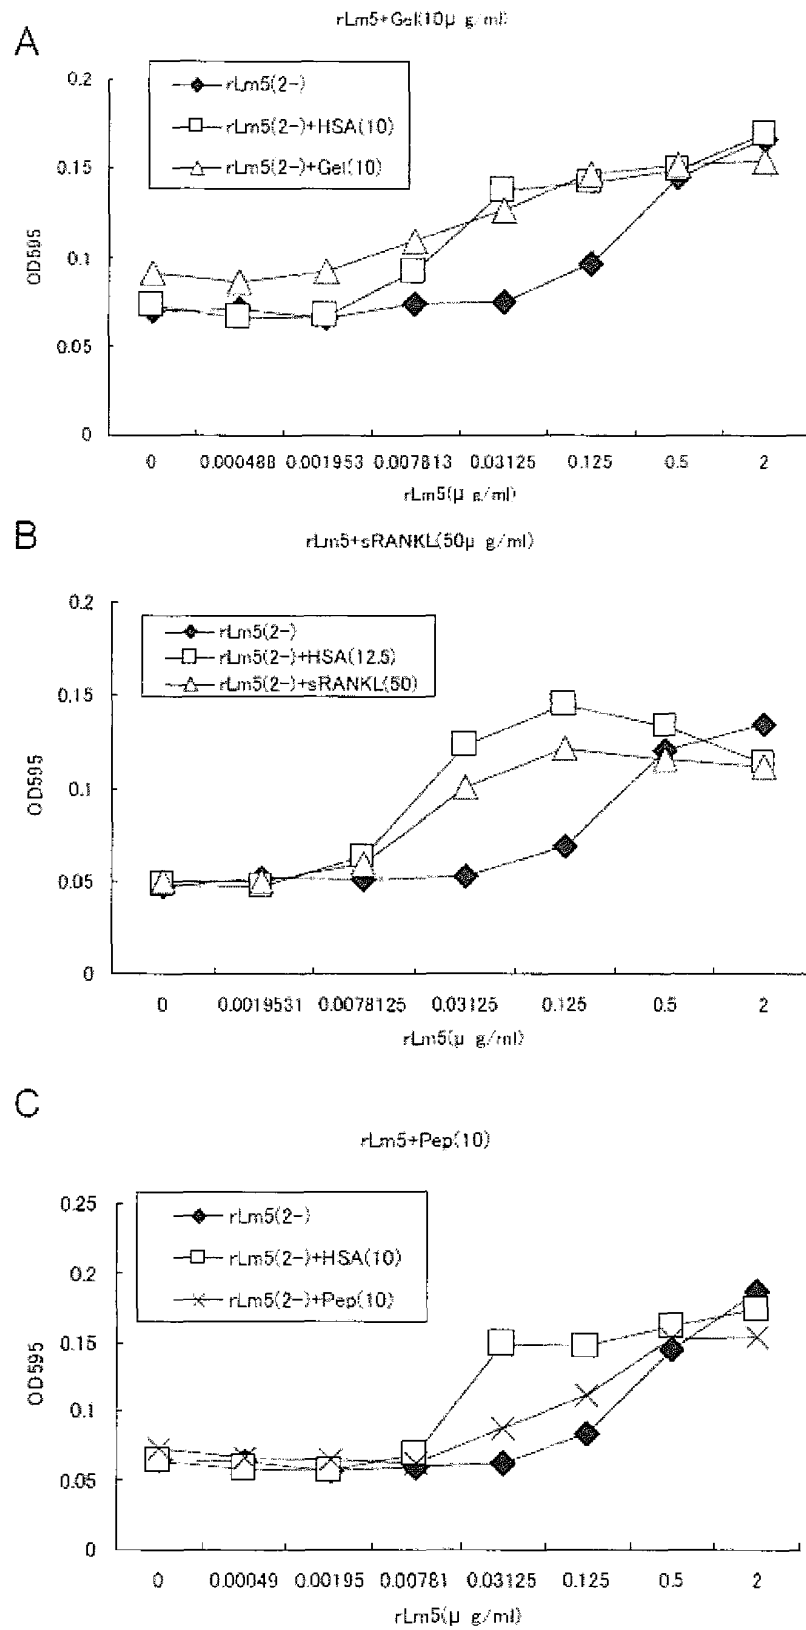 A
rLm5+Gel(10μ g/ml)
0.2
0.15
0.1
0.05
0
OD595
rLm5(2-)
rLm5(2-)+HSA(10)
rLm5(2-)+Gel(10)
0 0.000488 0.001953 0.007813 0.03125 0.125 0.5 2
rLm5(μ g/ml)
B
rLm5+sRANKL(50μ g/ml)
0.2
0.15
0.1
0.05
0
OD595
rLm5(2-)
rLm5(2-)+HSA(12.5)
rLm5(2-)+sRANKL(50)
0 0.0019531 0.0078125 0.03125 0.125 0.5 2
rLm5(μ g/ml)
C
rLm5+Pep(10)
0.25
0.2
0.15
0.1
0.05
0
OD595
rLm5(2-)
rLm5(2-)+HSA(10)
rLm5(2-)+Pep(10)
0 0.00049 0.00195 0.00781 0.03125 0.125 0.5 2
rLm5(μ g/ml)